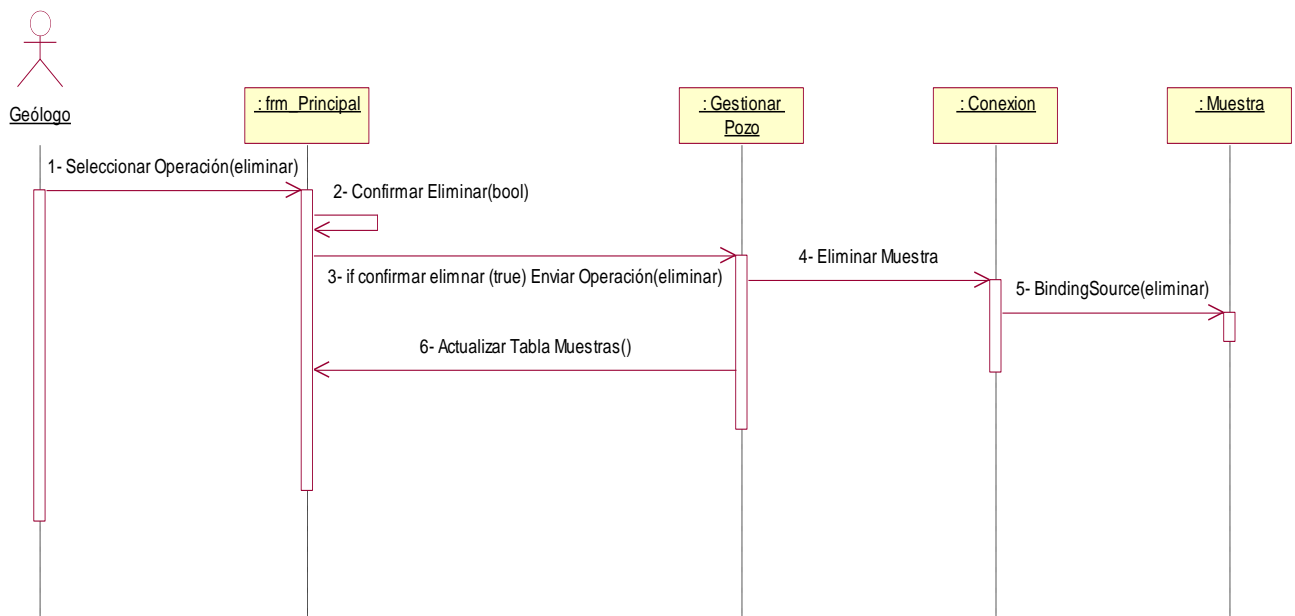 Geólogo
: frm_Principal
: Gestionar
Pozo
: Conexion
: Muestra
1- Seleccionar Operación(eliminar)
2- Confirmar Eliminar(bool)
3- if confirmar elimnar (true) Enviar Operación(eliminar)
4- Eliminar Muestra
5- BindingSource(eliminar)
6- Actualizar Tabla Muestras()